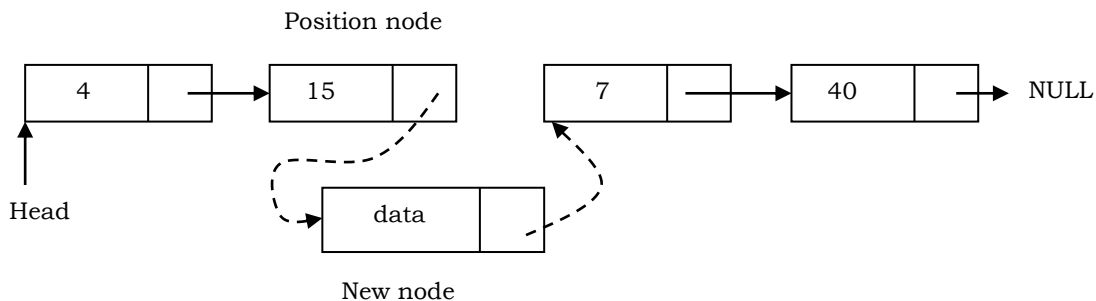 Position node
4 15 7 40 NULL
Head
data
New node